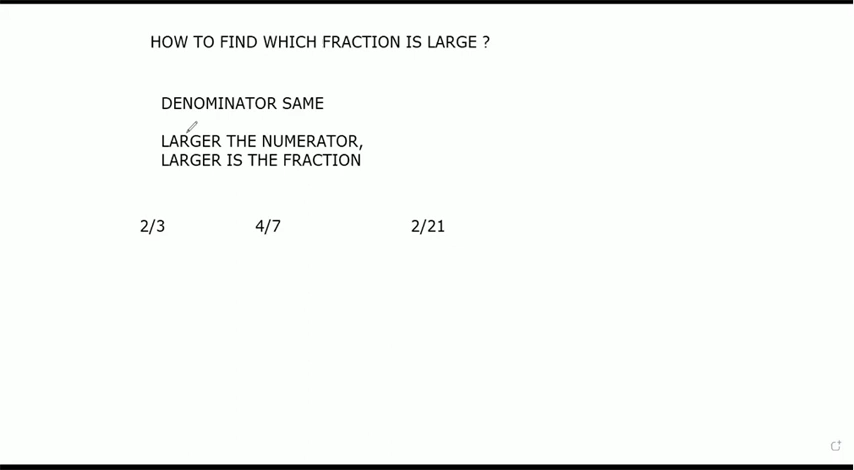 HOW TO FIND WHICH FRACTION IS LARGE ?
DENOMINATOR SAME
LARGER THE NUMERATOR,
LARGER IS THE FRACTION
2/3 4/7 2/21